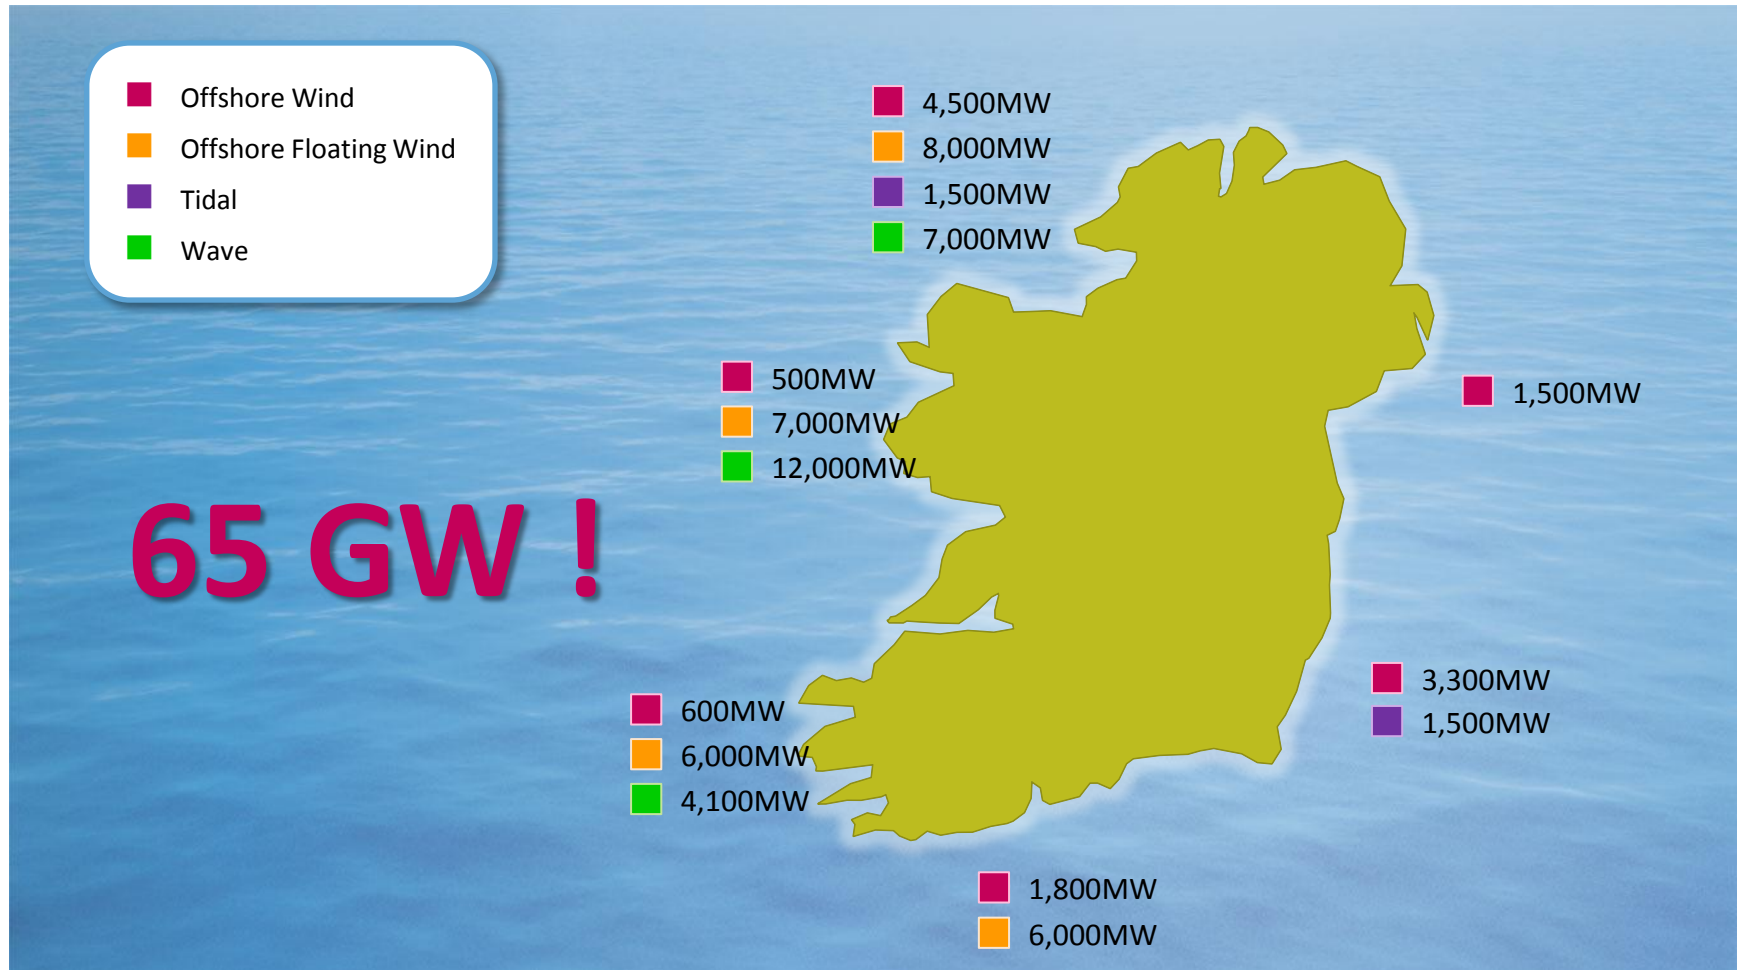 Offshore Wind
Offshore Floating Wind
Tidal
Wave
4,500MW
8,000MW
1,500MW
7,000MW
500MW
7,000MW
12,000MW
1,500MW
65 GW !
600MW
6,000MW
4,100MW
3,300MW
1,500MW
1,800MW
6,000MW